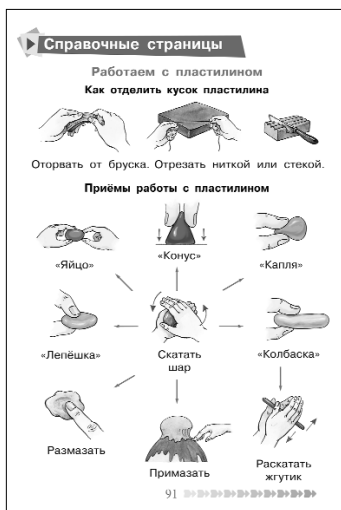 Справочные страницы
Работаем с пластилином
Как отделить кусок пластилина
Оторвать от бруска. Отрезать ниткой или стекой.
Приёмы работы с пластилином
«Яйцо»
«Конус»
«Капля»
«Лепёшка»
Скатать
шар
«Колбаска»
Размазать
Примазать
Раскатать
жгутик
91